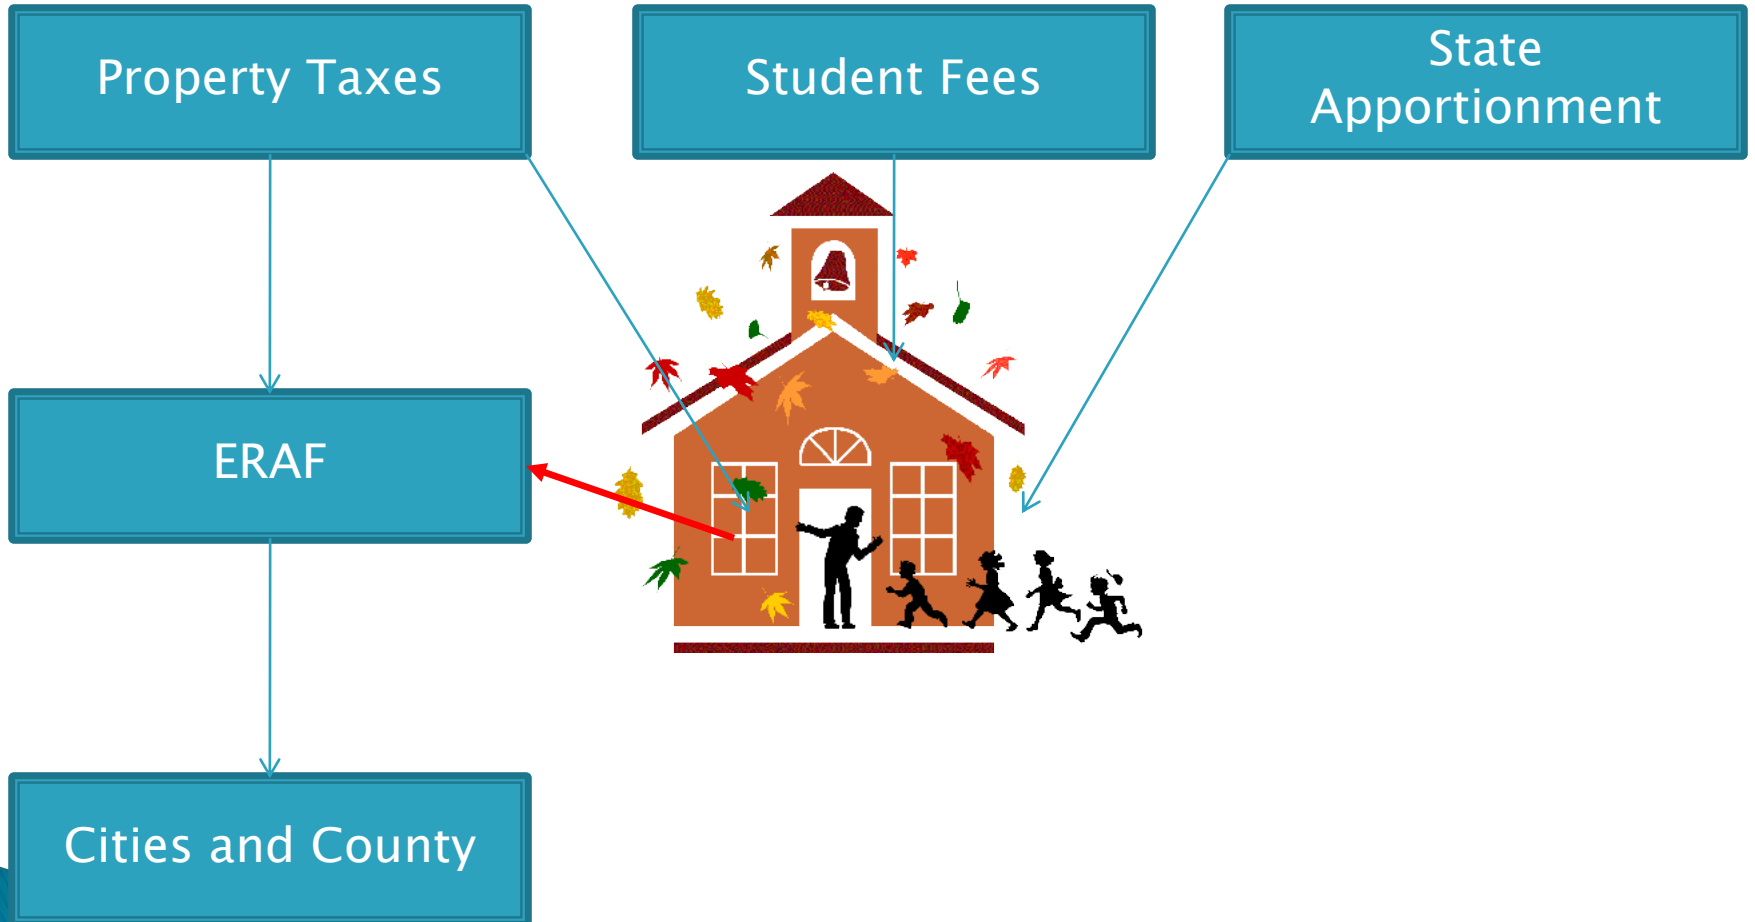 Property Taxes
Student Fees
State
Apportionment
ERAF
Cities and County